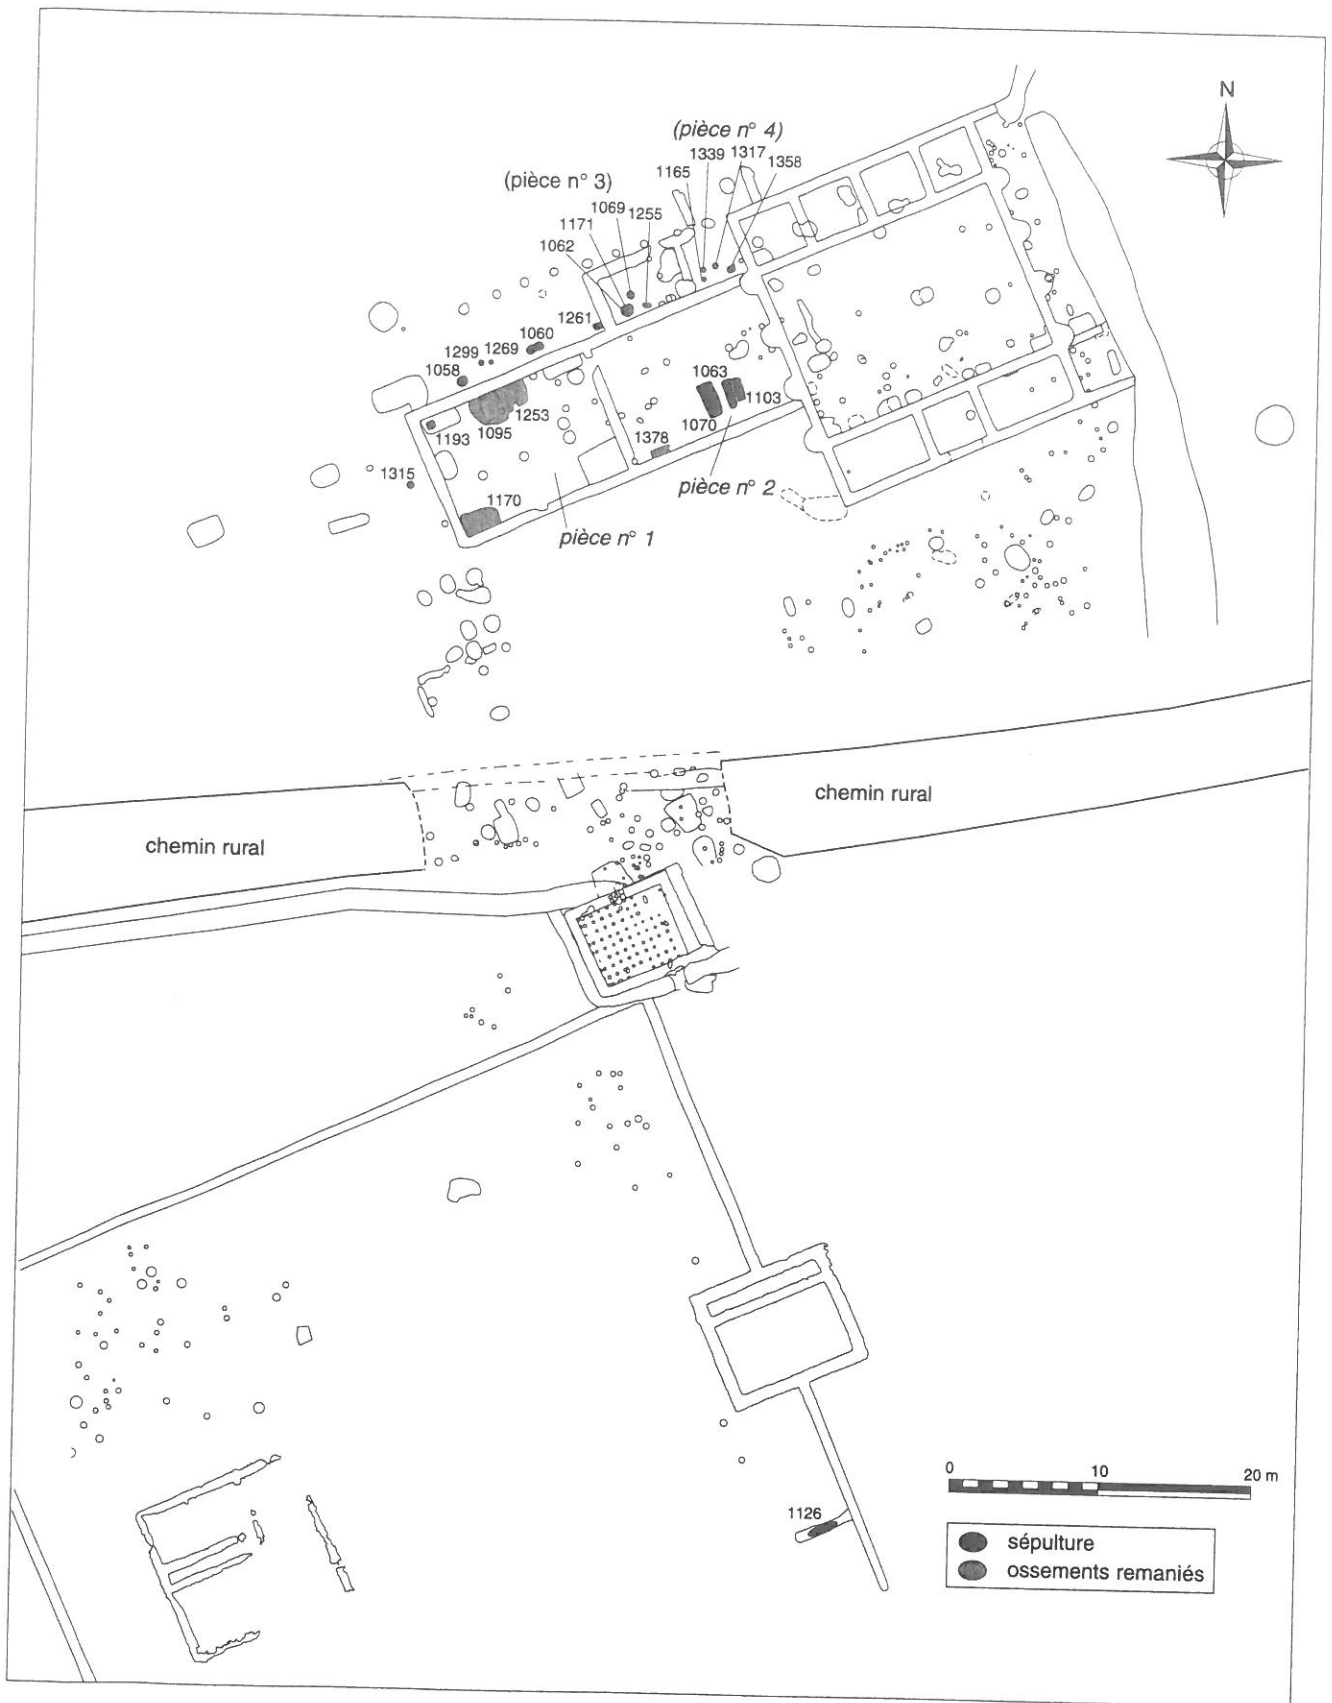 N
(pièce n° 4)
1339 1317
1165 1358
(pièce n° 3)
1069 1255
1171
1062
1261
1060
1299 1269
1058
1063
1253
1103
1193 1095
1070
1378
1315
pièce n° 2
1170
pièce n° 1
chemin rural
chemin rural
0 10 20 m
1126
sépulture
ossements remaniés